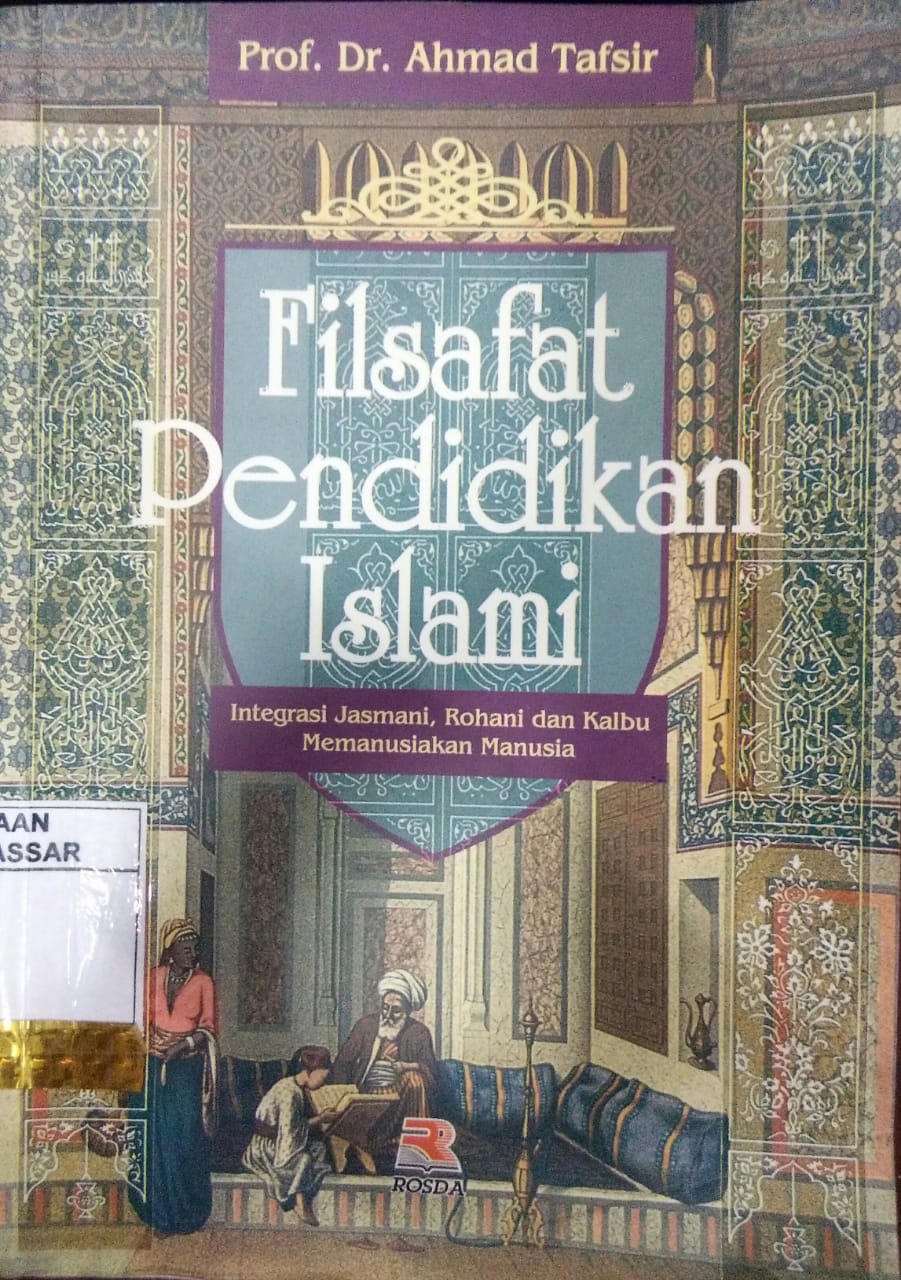 Prof. Dr. Ahmad Tafsir
Filsafat
Pendidikan
Islami
Integrasi Jasmani, Rohani dan Kalbu
Memanusiakan Manusia
AAN
ASSAR
ROSDA